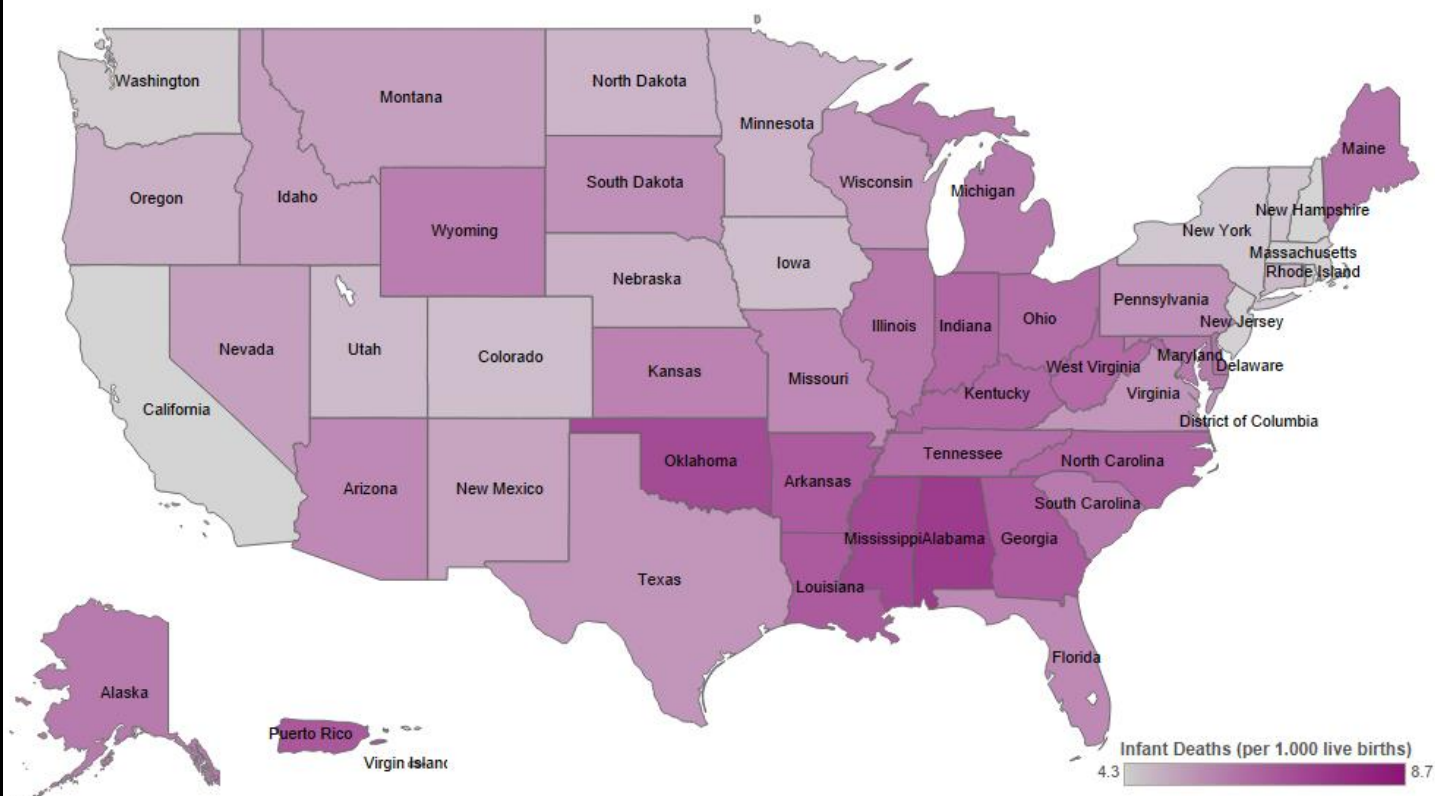 D
Washington
Montana
North Dakota
Minnesota
Maine
Oregon
Idaho
South Dakota
Wisconsin
Michigan
New Hampshire
Wyoming
New York
Massachusetts
Rhode Island
Iowa
Nebraska
Pennsylvania
New Jersey
Illinois
Indiana
Ohio
Nevada
Utah
Colorado
Maryland
Delaware
West Virginia
Kansas
Missouri
Kentucky
Virginia
California
District of Columbia
Tennessee
North Carolina
Oklahoma
Arkansas
Arizona
New Mexico
South Carolina
Mississippi
Alabama
Georgia
Texas
Louisiana
Florida
Alaska
Puerto Rico
Virgin Islanc
Infant Deaths (per 1.000 live births)
4.3
8.7